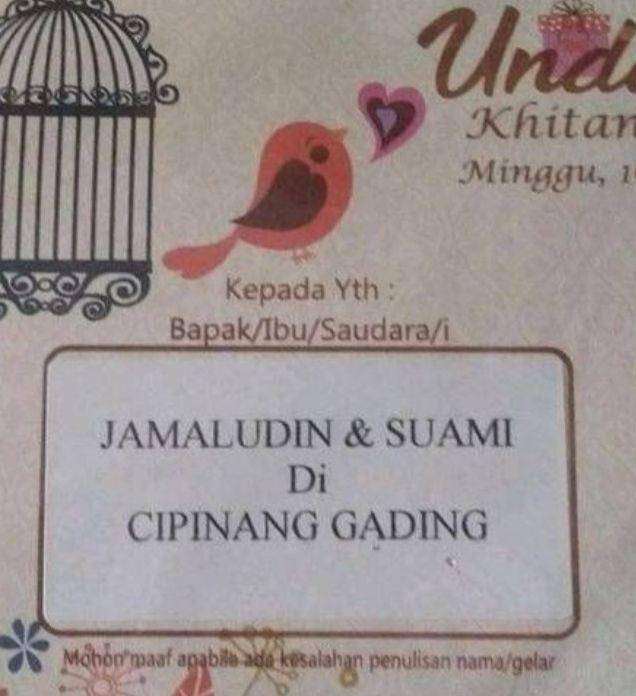 Unda
Khitan
Minggu, 1
Kepada Yth :
Bapak/Ibu/Saudara/i
JAMALUDIN & SUAMI
Di
CIPINANG GADING
Mohon maaf apabila ada kesalahan penulisan nama/gelar